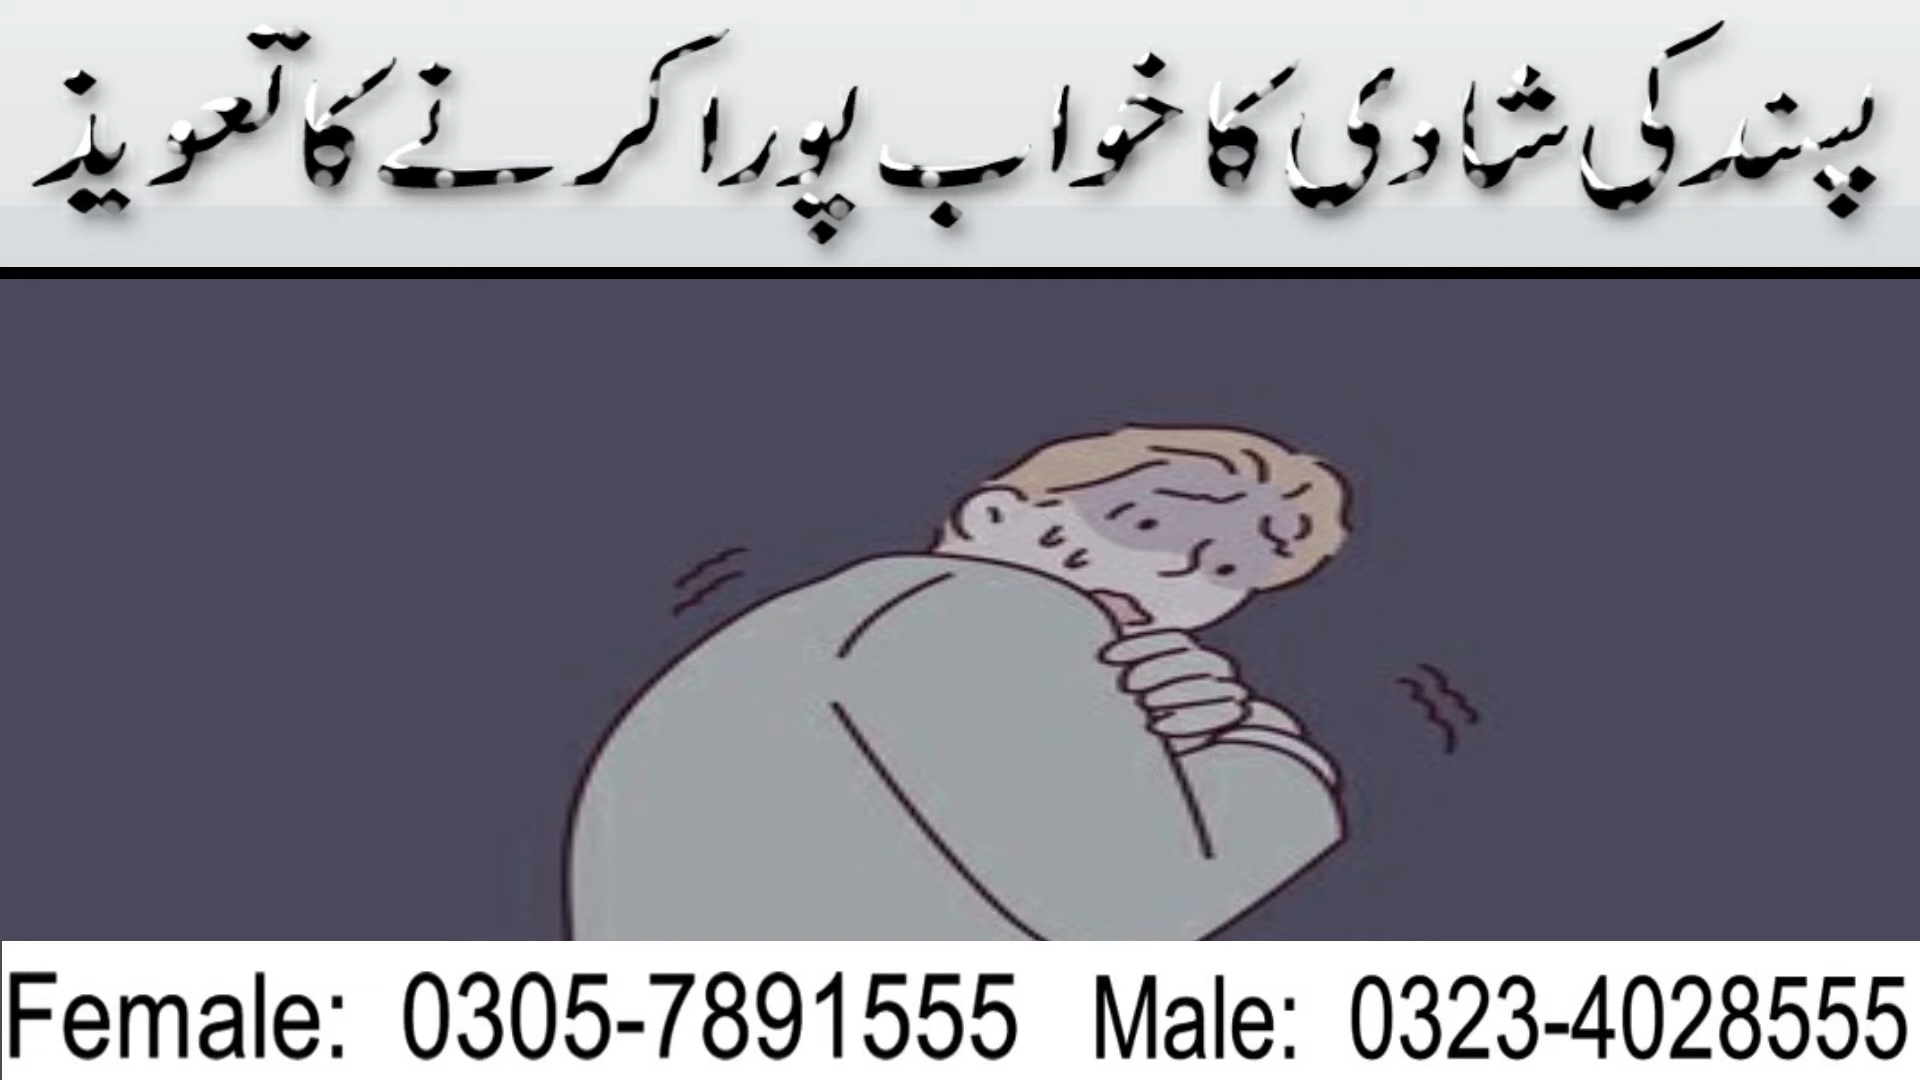 پسند کی شادی کا خواب پورا کرنے کا تعویذ
Female: 0305-7891555 Male: 0323-4028555